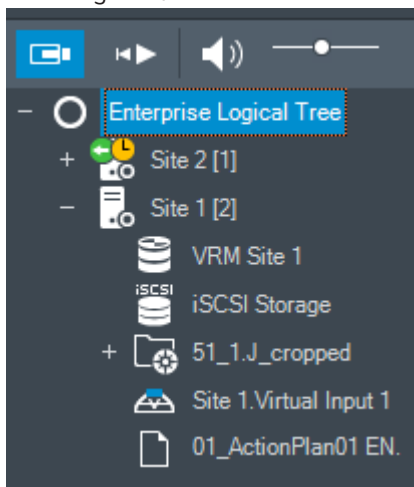 Enterprise Logical Tree
Site 2 [1]
Site 1 [2]
VRM Site 1
iSCSI
iSCSI Storage
51_1.J_cropped
Site 1.Virtual Input 1
01_ActionPlan01 EN.